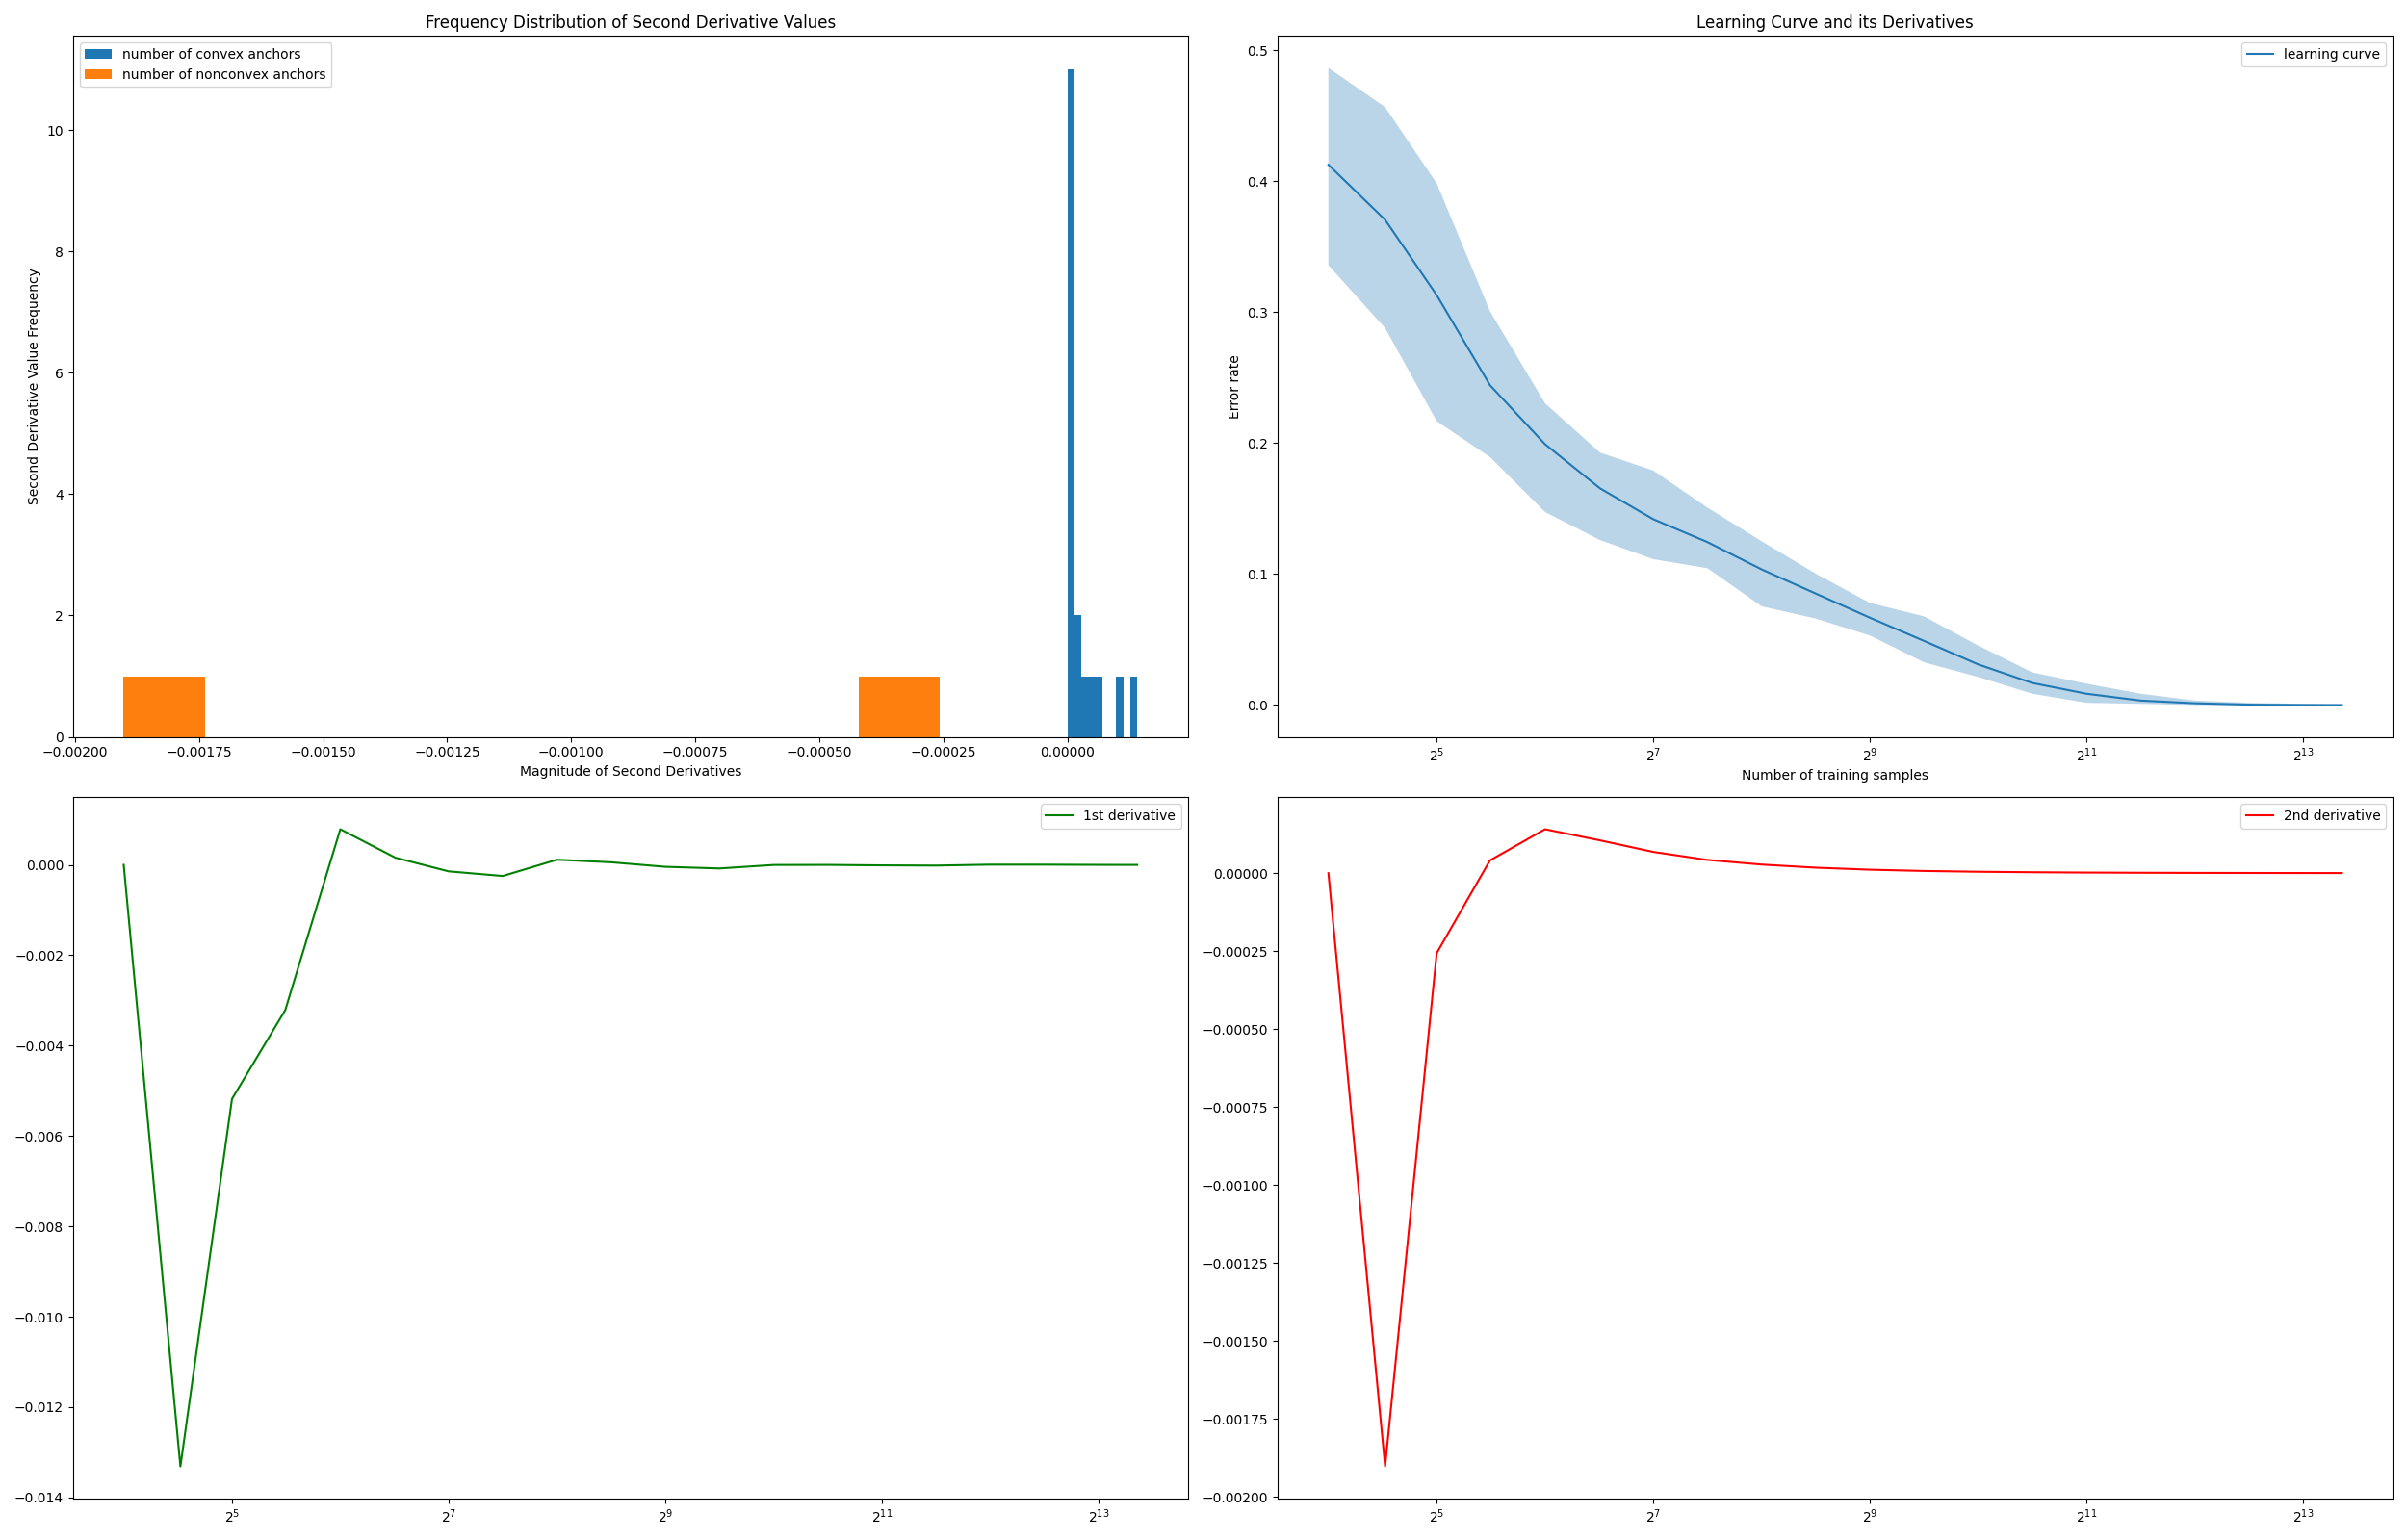 Frequency Distribution of Second Derivative Values
number of convex anchors
number of nonconvex anchors
Second Derivative Value Frequency
10
8
6
4
2
0
−0.00200 −0.00175 −0.00150 −0.00125 −0.00100 −0.00075 −0.00050 −0.00025 0.00000
Magnitude of Second Derivatives
Learning Curve and its Derivatives
learning curve
Error rate
0.5
0.4
0.3
0.2
0.1
0.0
2^5 2^7 2^9 2^11 2^13
Number of training samples
1st derivative
0.000
−0.002
−0.004
−0.006
−0.008
−0.010
−0.012
−0.014
2^5 2^7 2^9 2^11 2^13
2nd derivative
0.00000
−0.00025
−0.00050
−0.00075
−0.00100
−0.00125
−0.00150
−0.00175
−0.00200
2^5 2^7 2^9 2^11 2^13